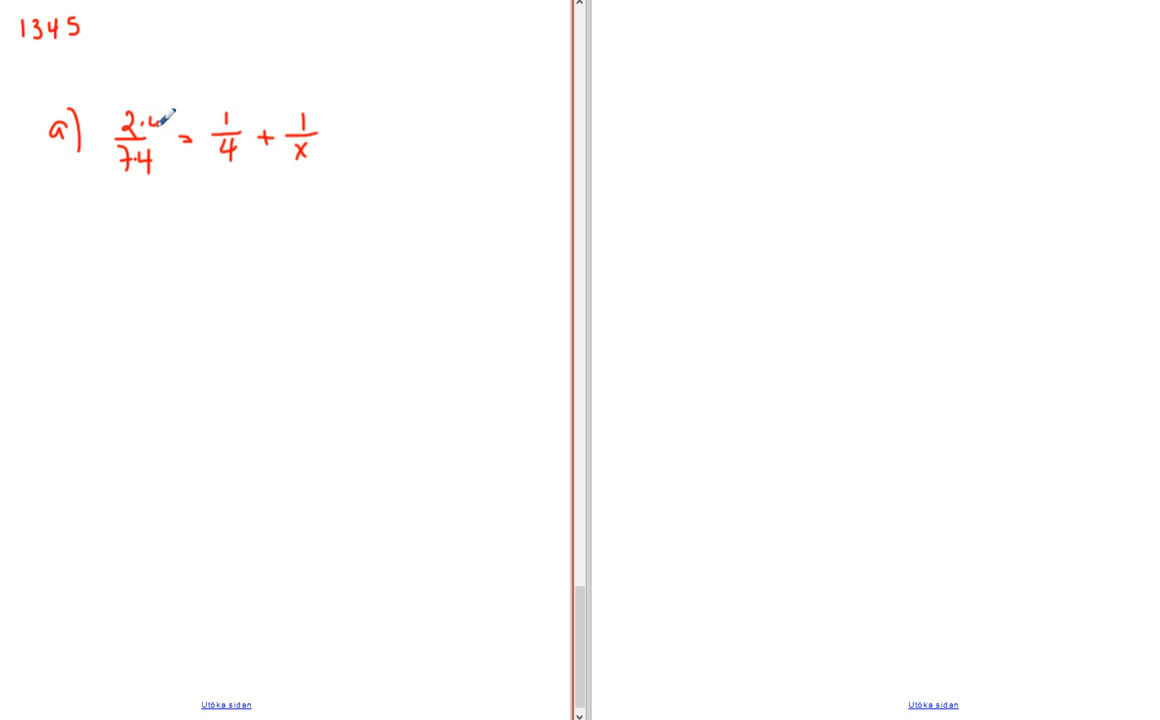 1345
a) 2·4/7·4 = 1/4 + 1/x
Utöka sidan
Utöka sidan